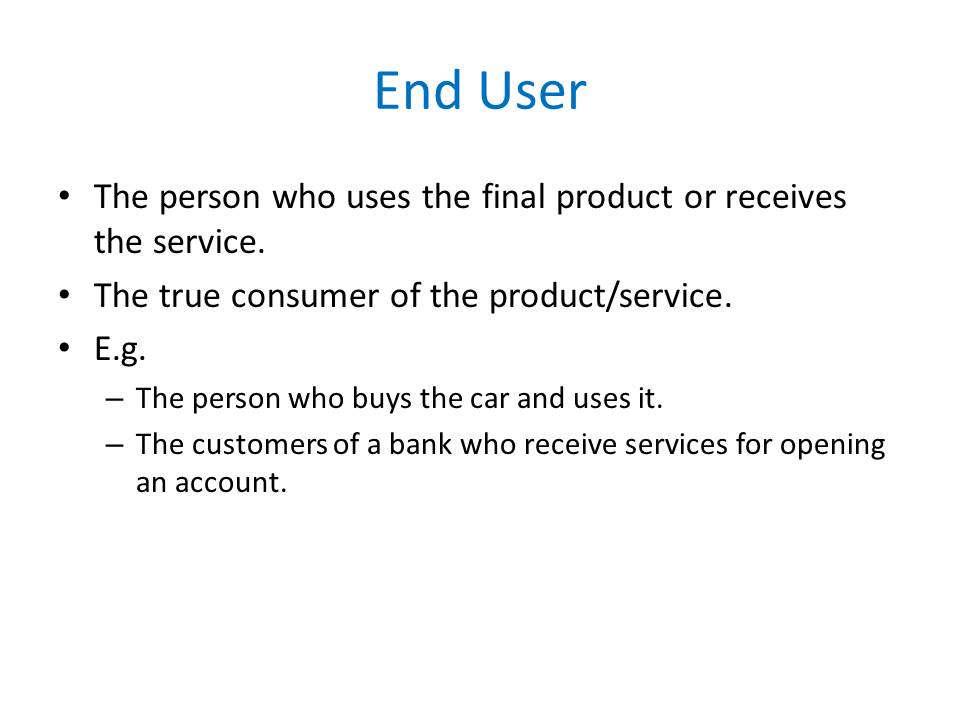 End User
• The person who uses the final product or receives
the service.
• The true consumer of the product/service.
• E.g.
– The person who buys the car and uses it.
– The customers of a bank who receive services for opening
an account.